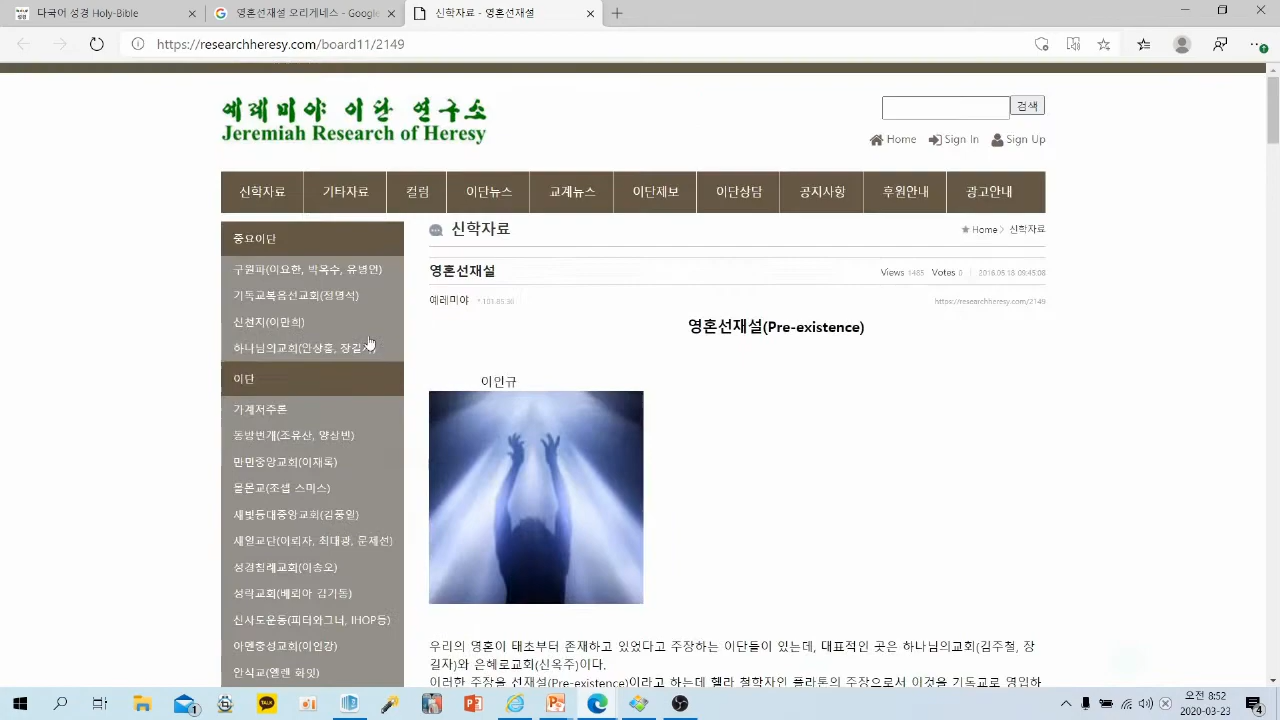 다국어 성경 Holy-Bible
영혼선재설 오리게네스 - Google
신학자료 - 영혼선재설
https://researchheresy.com/board11/2149
예레미야 이단 연구소
Jeremiah Research of Heresy
검색
Home
Sign In
Sign Up
신학자료
기타자료
컬럼
이단뉴스
교계뉴스
이단제보
이단상담
공지사항
후원안내
광고안내
중요이단
구원파(이요한, 박옥수, 유병언)
기독교복음선교회(정명석)
신천지(이만희)
하나님의교회(안상홍,
이단
가계저주론
동방번개(조유산, 양상빈)
만민중앙교회(이재록)
몰몬교(조셉 스미스)
새빛등대중앙교회(김풍일)
새일교단(이뢰자, 최대광, 문제선)
성경침례교회(이송오)
성락교회(베뢰아 김기동)
신사도운동(피터와그너, IHOP등)
이맨충성교회(이인강)
안식교(엘렌 화잇)
신학자료
Home 〉 신학자료
영혼선재설
Views 1485 Votes 0 2016.05.18 09:45:08
예레미야 *.101.85.36
https://researchheresy.com/2149
영혼선재설(Pre-existence)
이인규
우리의 영혼이 태초부터 존재하고 있었다고 주장하는 이단들이 있는데, 대표적인 곳은 하나님의교회(김주철, 장
길자)와 은혜로교회(신옥주)이다.
이러한 주장을 선재설(Pre-existence)이라고 하는데 헬라 철학자인 플라톤의 주장으로서 이것을 기독교로 영입하
오전 8:52
2020-03-23